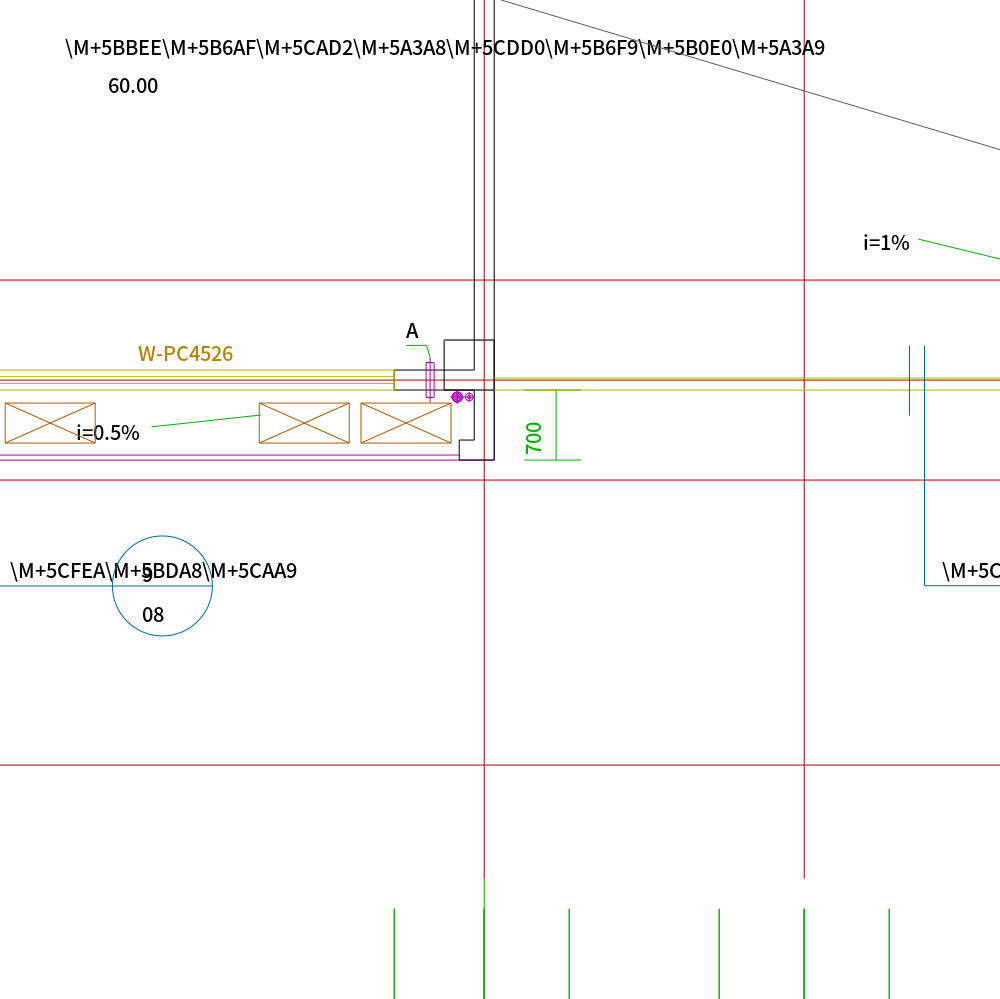 \M+5BBEE\M+5B6AF\M+5CAD2\M+5A3A8\M+5CDD0\M+5B6F9\M+5B0E0\M+5A3A9
60.00
i=1%
A
W-PC4526
i=0.5%
700
\M+5CFEA\M+5BDA8\M+5CAA9
9
\M+5C
08